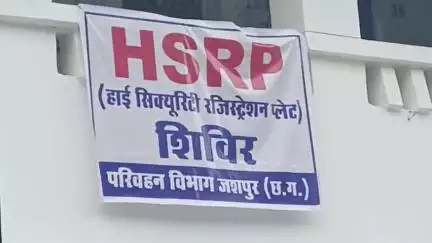 HSRP
(हाई सिक्यूरिटी रजिस्ट्रेशन प्लेट)
शिविर
परिवहन विभाग जशपुर (छ.ग.)